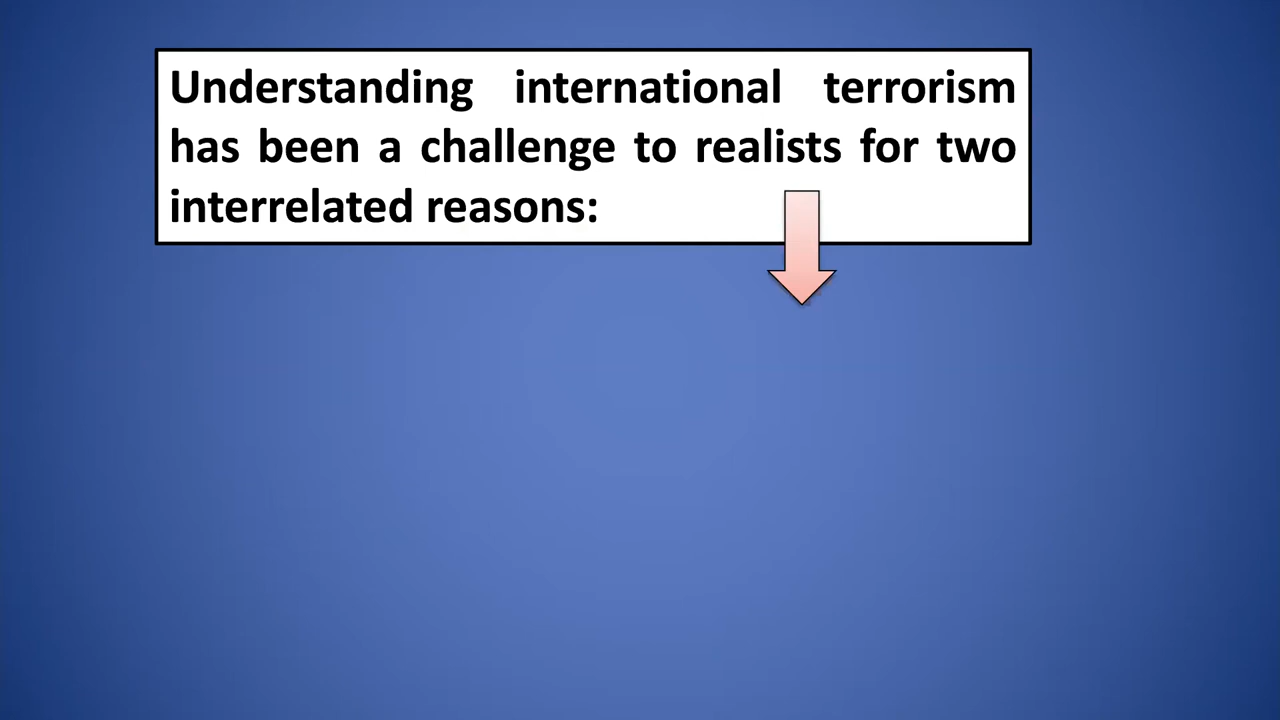 Understanding international terrorism
has been a challenge to realists for two
interrelated reasons: